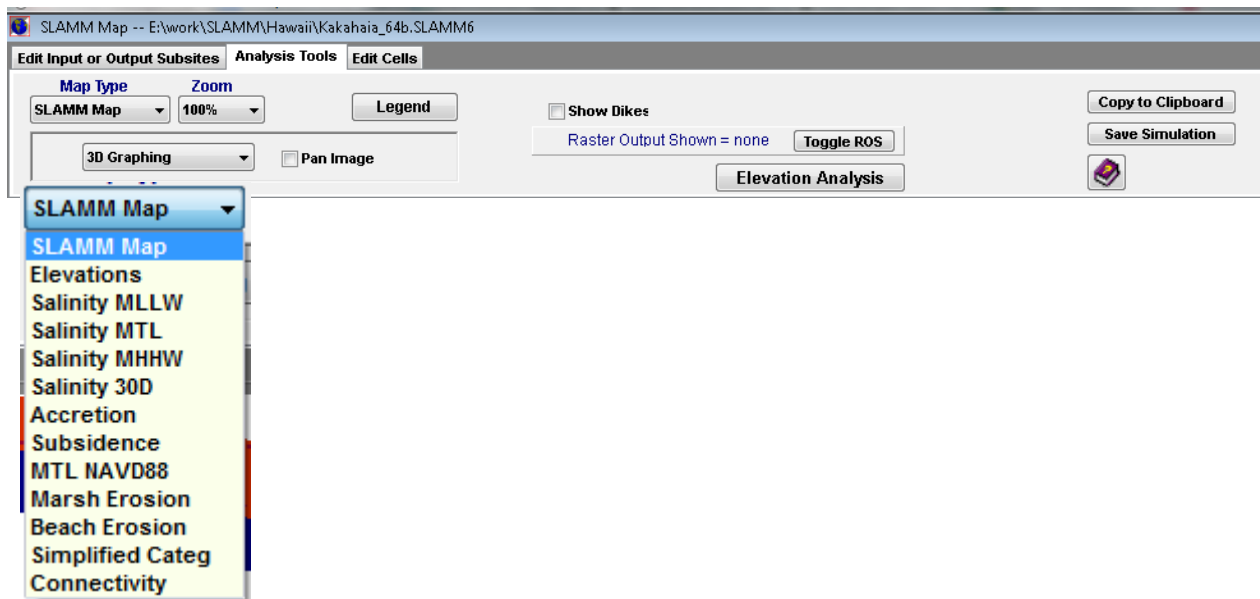 SLAMM Map -- E:\work\SLAMM\Hawaii\Kakahaia_64b.SLAMM6
Edit Input or Output Subsites Analysis Tools Edit Cells
Map Type Zoom
SLAMM Map 100% Legend
Show Dikes
Copy to Clipboard
Raster Output Shown = none Toggle ROS
Save Simulation
3D Graphing Pan Image
Elevation Analysis
SLAMM Map
SLAMM Map
Elevations
Salinity MLLW
Salinity MTL
Salinity MHHW
Salinity 30D
Accretion
Subsidence
MTL NAVD88
Marsh Erosion
Beach Erosion
Simplified Categ
Connectivity